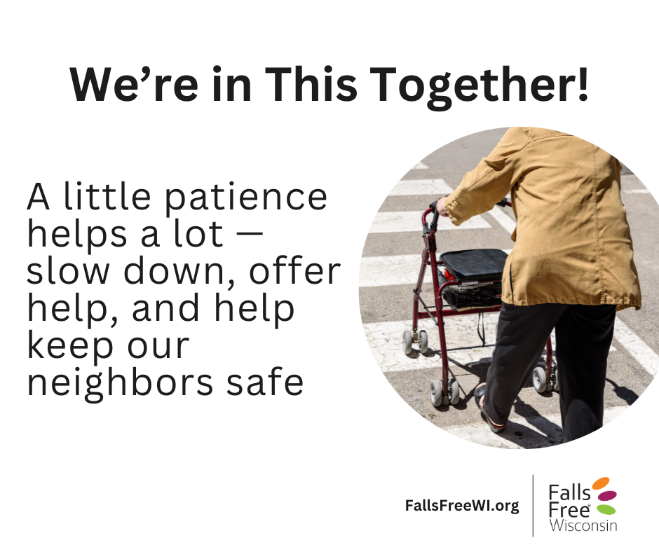 We’re in This Together!
A little patience
helps a lot —
slow down, offer
help, and help
keep our
neighbors safe
FallsFreeWI.org
Falls
Free
Wisconsin